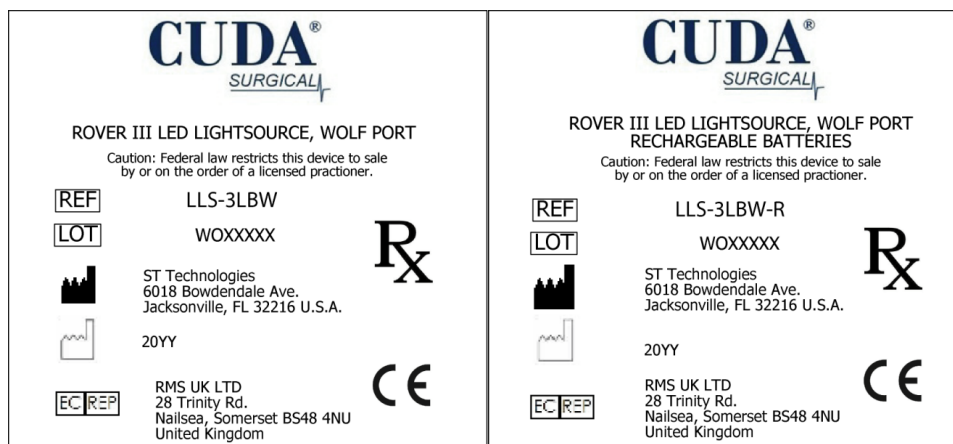 CUDA®
SURGICAL
ROVER III LED LIGHTSOURCE, WOLF PORT
Caution: Federal law restricts this device to sale
by or on the order of a licensed practioner.
REF LLS-3LBW
LOT WOXXXXX
Rx
ST Technologies
6018 Bowdendale Ave.
Jacksonville, FL 32216 U.S.A.
20YY
CE
EC REP
RMS UK LTD
28 Trinity Rd.
Nailsea, Somerset BS48 4NU
United Kingdom
CUDA®
SURGICAL
ROVER III LED LIGHTSOURCE, WOLF PORT
RECHARGEABLE BATTERIES
Caution: Federal law restricts this device to sale
by or on the order of a licensed practioner.
REF LLS-3LBW-R
LOT WOXXXXX
Rx
ST Technologies
6018 Bowdendale Ave.
Jacksonville, FL 32216 U.S.A.
20YY
CE
EC REP
RMS UK LTD
28 Trinity Rd.
Nailsea, Somerset BS48 4NU
United Kingdom